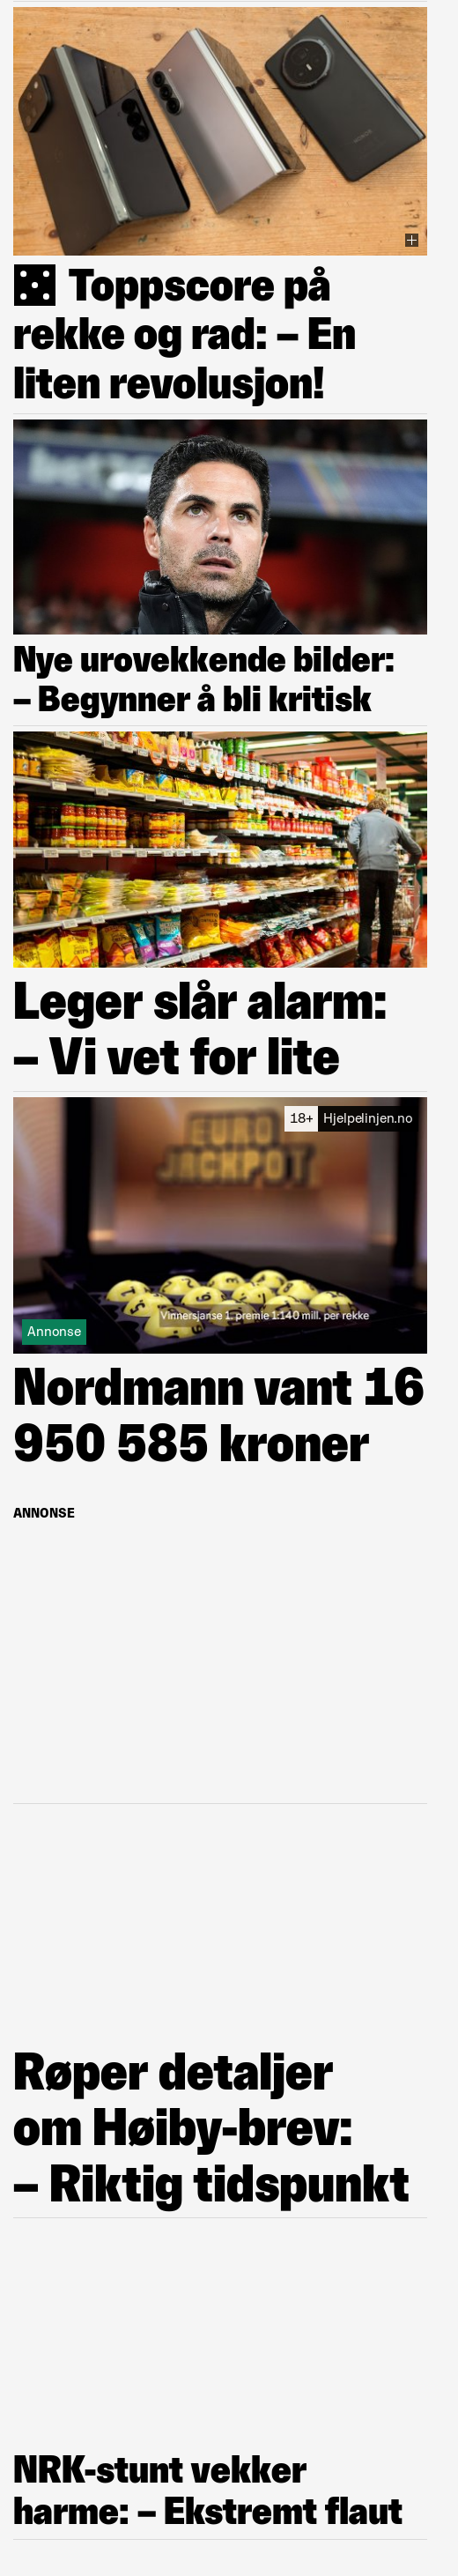 Toppscore på
rekke og rad: – En
liten revolusjon!
Nye urovekkende bilder:
– Begynner å bli kritisk
Leger slår alarm:
– Vi vet for lite
18+ Hjelpelinjen.no
EURO
JACKPOT
Vinnersjanse 1. premie 1:140 mill. per rekke
Annonse
Nordmann vant 16
950 585 kroner
ANNONSE
Røper detaljer
om Høiby-brev:
– Riktig tidspunkt
NRK-stunt vekker
harme: – Ekstremt flaut